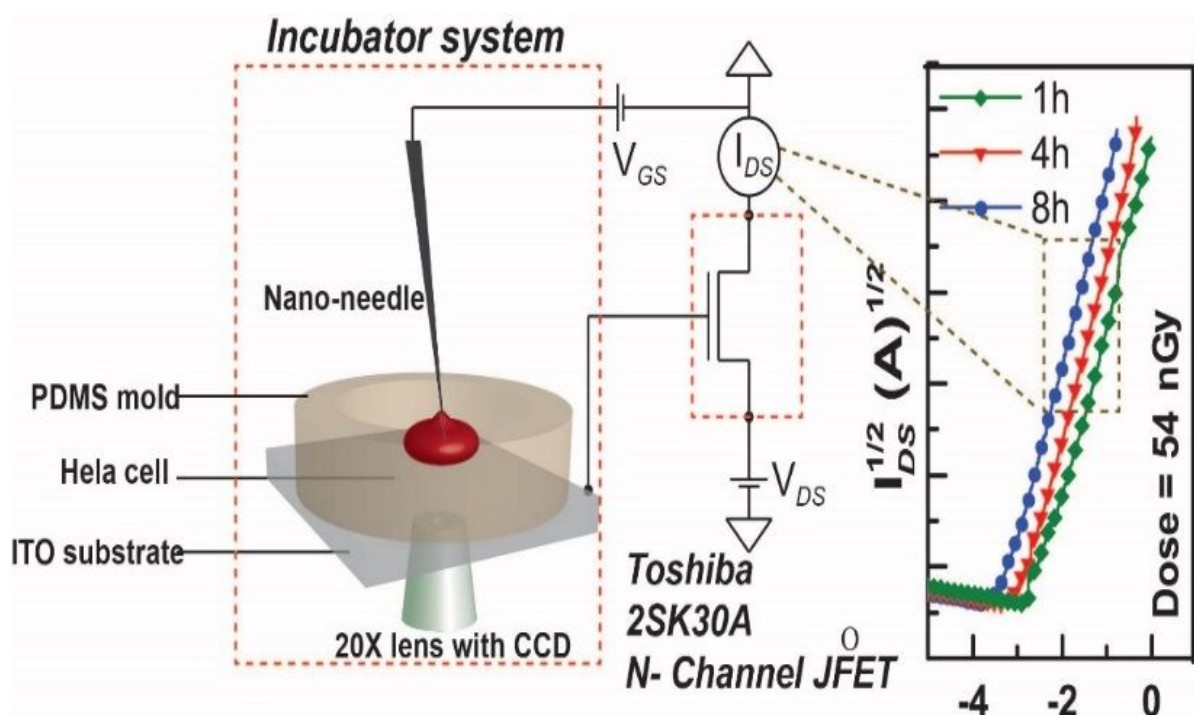 Incubator system
Nano-needle
PDMS mold
Hela cell
ITO substrate
20X lens with CCD
V_GS
I_DS
V_DS
Toshiba
2SK30A
N- Channel JFET
1h
4h
8h
I_DS^1/2 (A)^1/2
Dose = 54 nGy
0
-4 -2 0